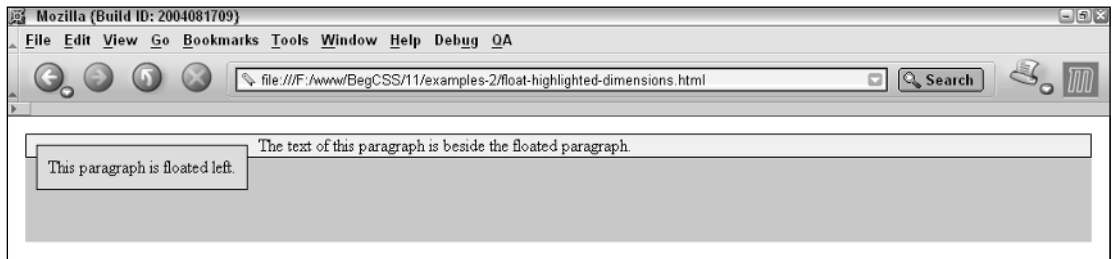 Mozilla {Build ID: 2004081709}
File Edit View Go Bookmarks Tools Window Help Debug QA
file:///F:/www/BegCSS/11/examples-2/float-highlighted-dimensions.html Search
The text of this paragraph is beside the floated paragraph.
This paragraph is floated left.